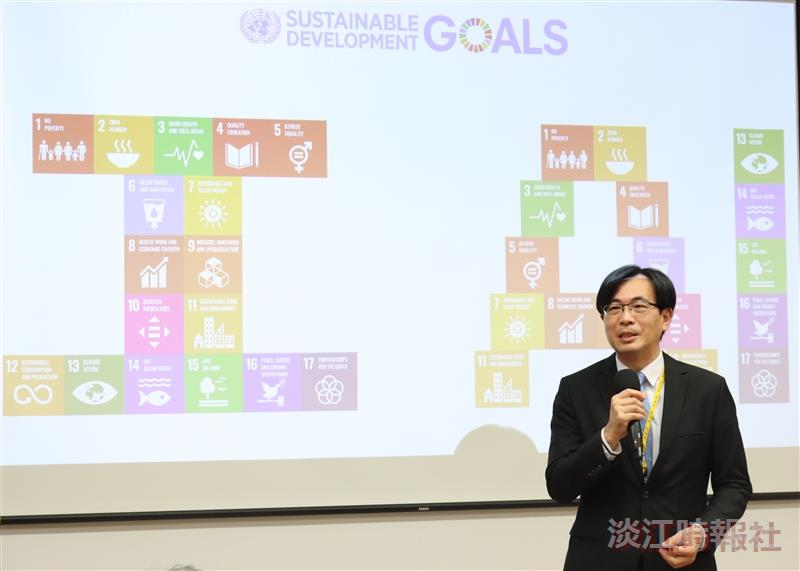 SUSTAINABLE
DEVELOPMENT
GOALS
1 NO
POVERTY
2 ZERO
HUNGER
3 GOOD HEALTH
AND WELL-BEING
4 QUALITY
EDUCATION
5 GENDER
EQUALITY
6 CLEAN WATER
AND SANITATION
7 AFFORDABLE AND
CLEAN ENERGY
8 DECENT WORK AND
ECONOMIC GROWTH
9 INDUSTRY, INNOVATION
AND INFRASTRUCTURE
10 REDUCED
INEQUALITIES
11 SUSTAINABLE CITIES
AND COMMUNITIES
12 RESPONSIBLE
CONSUMPTION
AND PRODUCTION
13 CLIMATE
ACTION
14 LIFE
BELOW WATER
15 LIFE
ON LAND
16 PEACE, JUSTICE
AND STRONG
INSTITUTIONS
17 PARTNERSHIPS
FOR THE GOALS
1 NO
POVERTY
2 ZERO
HUNGER
3 GOOD HEALTH
AND WELL-BEING
4 QUALITY
EDUCATION
5 GENDER
EQUALITY
6
7 AFFORDABLE AND
CLEAN ENERGY
8 DECENT WORK AND
ECONOMIC GROWTH
11 SUSTAINABLE CITIES
AND COMMUNITIES
13 CLIMATE
ACTION
14 LIFE
BELOW WATER
15 LIFE
ON LAND
16 PEACE, JUSTICE
AND STRONG
INSTITUTIONS
17 PARTNERSHIPS
FOR THE GOALS
淡江時報社